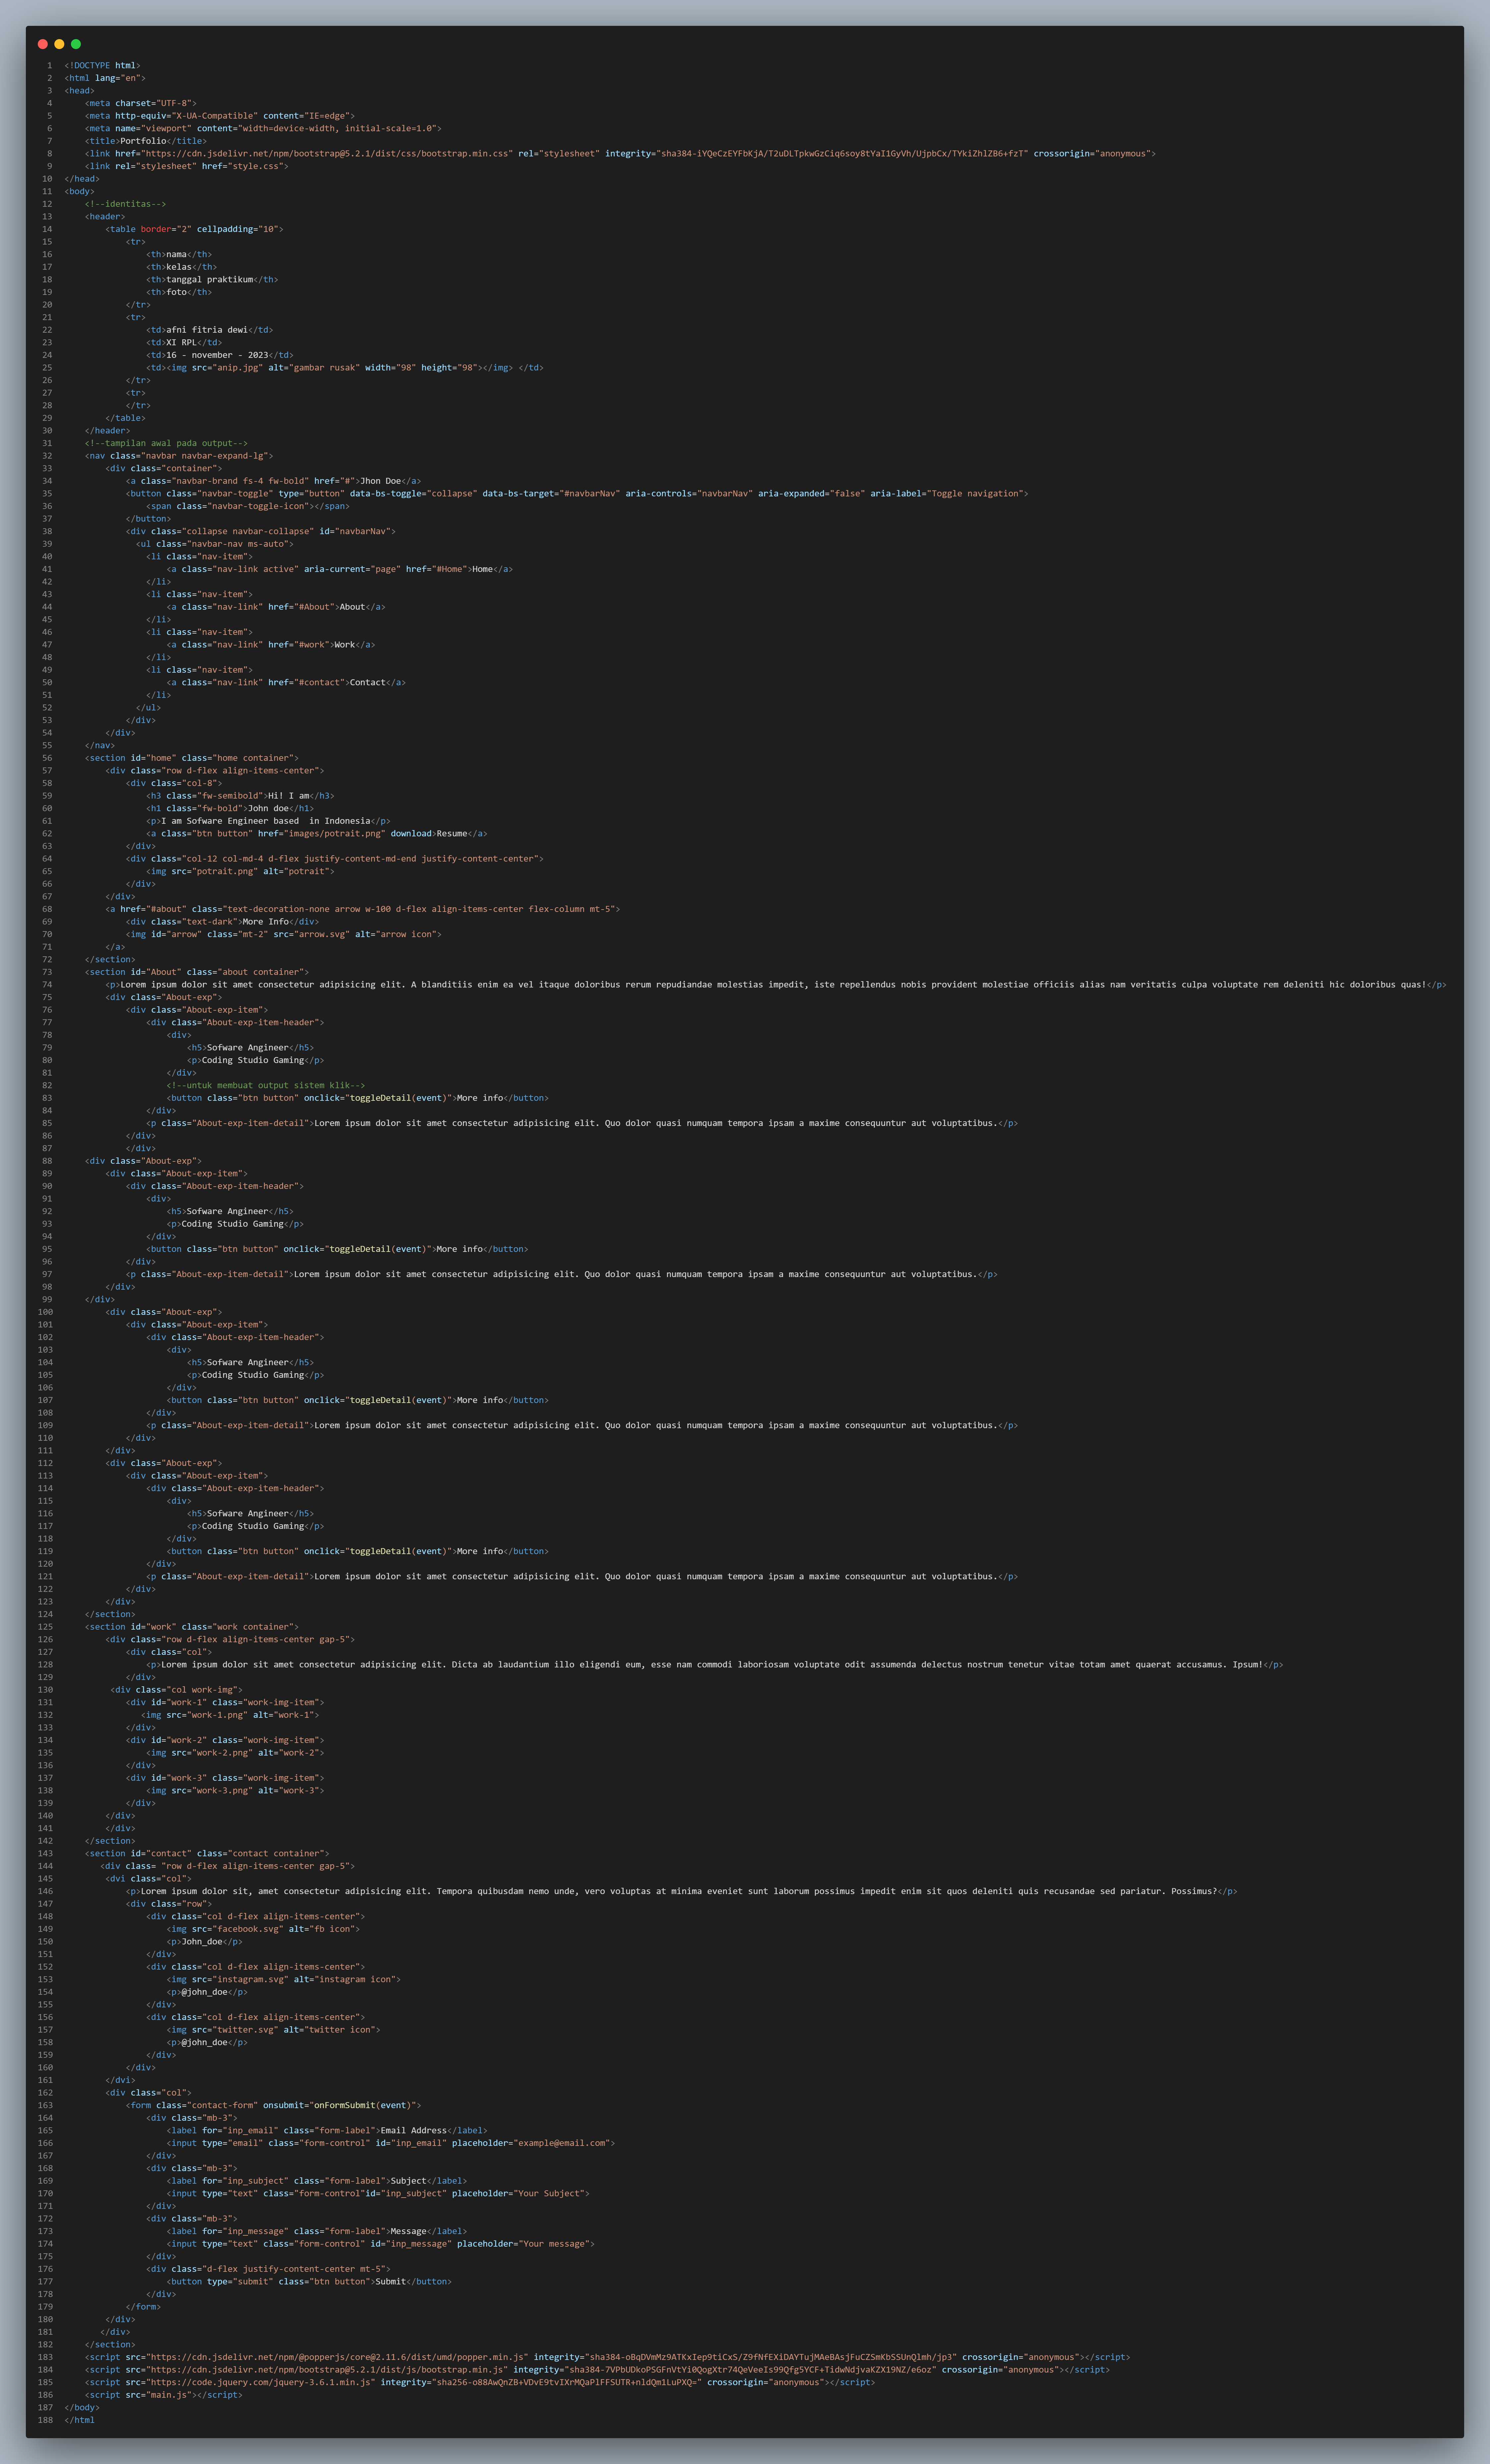 1 <!DOCTYPE html>
2 <html lang="en">
3 <head>
4     <meta charset="UTF-8">
5     <meta http-equiv="X-UA-Compatible" content="IE=edge">
6     <meta name="viewport" content="width=device-width, initial-scale=1.0">
7     <title>Portfolio</title>
8     <link href="https://cdn.jsdelivr.net/npm/bootstrap@5.2.1/dist/css/bootstrap.min.css" rel="stylesheet" integrity="sha384-iYQeCzEYFbKjA/T2uDLTpkwGzCiq6soy8tYaI1GyVh/UjpbCx/TYkiZhlZB6+fzT" crossorigin="anonymous">
9     <link rel="stylesheet" href="style.css">
10 </head>
11 <body>
12     <!--identitas-->
13     <header>
14         <table border="2" cellpadding="10">
15             <tr>
16                 <th>nama</th>
17                 <th>kelas</th>
18                 <th>tanggal praktikum</th>
19                 <th>foto</th>
20             </tr>
21             <tr>
22                 <td>afni fitria dewi</td>
23                 <td>XI RPL</td>
24                 <td>16 - november - 2023</td>
25                 <td><img src="anip.jpg" alt="gambar rusak" width="98" height="98"></img> </td>
26             </tr>
27             <tr>
28             </tr>
29         </table>
30     </header>
31     <!--tampilan awal pada output-->
32     <nav class="navbar navbar-expand-lg">
33         <div class="container">
34             <a class="navbar-brand fs-4 fw-bold" href="#">Jhon Doe</a>
35             <button class="navbar-toggle" type="button" data-bs-toggle="collapse" data-bs-target="#navbarNav" aria-controls="navbarNav" aria-expanded="false" aria-label="Toggle navigation">
36                 <span class="navbar-toggle-icon"></span>
37             </button>
38             <div class="collapse navbar-collapse" id="navbarNav">
39               <ul class="navbar-nav ms-auto">
40                 <li class="nav-item">
41                     <a class="nav-link active" aria-current="page" href="#Home">Home</a>
42                 </li>
43                 <li class="nav-item">
44                     <a class="nav-link" href="#About">About</a>
45                 </li>
46                 <li class="nav-item">
47                     <a class="nav-link" href="#work">Work</a>
48                 </li>
49                 <li class="nav-item">
50                     <a class="nav-link" href="#contact">Contact</a>
51                 </li>
52               </ul>
53             </div>
54         </div>
55     </nav>
56     <section id="home" class="home container">
57         <div class="row d-flex align-items-center">
58             <div class="col-8">
59                 <h3 class="fw-semibold">Hi! I am</h3>
60                 <h1 class="fw-bold">John doe</h1>
61                 <p>I am Sofware Engineer based  in Indonesia</p>
62                 <a class="btn button" href="images/potrait.png" download>Resume</a>
63             </div>
64             <div class="col-12 col-md-4 d-flex justify-content-md-end justify-content-center">
65                 <img src="potrait.png" alt="potrait">
66             </div>
67         </div>
68         <a href="#about" class="text-decoration-none arrow w-100 d-flex align-items-center flex-column mt-5">
69             <div class="text-dark">More Info</div>
70             <img id="arrow" class="mt-2" src="arrow.svg" alt="arrow icon">
71         </a>
72     </section>
73     <section id="About" class="about container">
74         <p>Lorem ipsum dolor sit amet consectetur adipisicing elit. A blanditiis enim ea vel itaque doloribus rerum repudiandae molestias impedit, iste repellendus nobis provident molestiae officiis alias nam veritatis culpa voluptate rem deleniti hic doloribus quas!</p>
75         <div class="About-exp">
76             <div class="About-exp-item">
77                 <div class="About-exp-item-header">
78                     <div>
79                         <h5>Sofware Angineer</h5>
80                         <p>Coding Studio Gaming</p>
81                     </div>
82                     <!--untuk membuat output sistem klik-->
83                     <button class="btn button" onclick="toggleDetail(event)">More info</button>
84                 </div>
85                 <p class="About-exp-item-detail">Lorem ipsum dolor sit amet consectetur adipisicing elit. Quo dolor quasi numquam tempora ipsam a maxime consequuntur aut voluptatibus.</p>
86             </div>
87             </div>
88     <div class="About-exp">
89         <div class="About-exp-item">
90             <div class="About-exp-item-header">
91                 <div>
92                     <h5>Sofware Angineer</h5>
93                     <p>Coding Studio Gaming</p>
94                 </div>
95                 <button class="btn button" onclick="toggleDetail(event)">More info</button>
96             </div>
97             <p class="About-exp-item-detail">Lorem ipsum dolor sit amet consectetur adipisicing elit. Quo dolor quasi numquam tempora ipsam a maxime consequuntur aut voluptatibus.</p>
98         </div>
99     </div>
100         <div class="About-exp">
101             <div class="About-exp-item">
102                 <div class="About-exp-item-header">
103                     <div>
104                         <h5>Sofware Angineer</h5>
105                         <p>Coding Studio Gaming</p>
106                     </div>
107                     <button class="btn button" onclick="toggleDetail(event)">More info</button>
108                 </div>
109                 <p class="About-exp-item-detail">Lorem ipsum dolor sit amet consectetur adipisicing elit. Quo dolor quasi numquam tempora ipsam a maxime consequuntur aut voluptatibus.</p>
110             </div>
111         </div>
112         <div class="About-exp">
113             <div class="About-exp-item">
114                 <div class="About-exp-item-header">
115                     <div>
116                         <h5>Sofware Angineer</h5>
117                         <p>Coding Studio Gaming</p>
118                     </div>
119                     <button class="btn button" onclick="toggleDetail(event)">More info</button>
120                 </div>
121                 <p class="About-exp-item-detail">Lorem ipsum dolor sit amet consectetur adipisicing elit. Quo dolor quasi numquam tempora ipsam a maxime consequuntur aut voluptatibus.</p>
122             </div>
123         </div>
124     </section>
125     <section id="work" class="work container">
126         <div class="row d-flex align-items-center gap-5">
127             <div class="col">
128                 <p>Lorem ipsum dolor sit amet consectetur adipisicing elit. Dicta ab laudantium illo eligendi eum, esse nam commodi laboriosam voluptate odit assumenda delectus nostrum tenetur vitae totam amet quaerat accusamus. Ipsum!</p>
129             </div>
130          <div class="col work-img">
131             <div id="work-1" class="work-img-item">
132                <img src="work-1.png" alt="work-1">
133             </div>
134             <div id="work-2" class="work-img-item">
135                 <img src="work-2.png" alt="work-2">
136             </div>
137             <div id="work-3" class="work-img-item">
138                 <img src="work-3.png" alt="work-3">
139             </div>
140         </div>
141         </div>
142     </section>
143     <section id="contact" class="contact container">
144        <div class= "row d-flex align-items-center gap-5">
145         <dvi class="col">
146             <p>Lorem ipsum dolor sit, amet consectetur adipisicing elit. Tempora quibusdam nemo unde, vero voluptas at minima eveniet sunt laborum possimus impedit enim sit quos deleniti quis recusandae sed pariatur. Possimus?</p>
147             <div class="row">
148                 <div class="col d-flex align-items-center">
149                     <img src="facebook.svg" alt="fb icon">
150                     <p>John_doe</p>
151                 </div>
152                 <div class="col d-flex align-items-center">
153                     <img src="instagram.svg" alt="instagram icon">
154                     <p>@john_doe</p>
155                 </div>
156                 <div class="col d-flex align-items-center">
157                     <img src="twitter.svg" alt="twitter icon">
158                     <p>@john_doe</p>
159                 </div>
160             </div>
161         </dvi>
162         <div class="col">
163             <form class="contact-form" onsubmit="onFormSubmit(event)">
164                 <div class="mb-3">
165                     <label for="inp_email" class="form-label">Email Address</label>
166                     <input type="email" class="form-control" id="inp_email" placeholder="example@email.com">
167                 </div>
168                 <div class="mb-3">
169                     <label for="inp_subject" class="form-label">Subject</label>
170                     <input type="text" class="form-control"id="inp_subject" placeholder="Your Subject">
171                 </div>
172                 <div class="mb-3">
173                     <label for="inp_message" class="form-label">Message</label>
174                     <input type="text" class="form-control" id="inp_message" placeholder="Your message">
175                 </div>
176                 <div class="d-flex justify-content-center mt-5">
177                     <button type="submit" class="btn button">Submit</button>
178                 </div>
179             </form>
180         </div>
181        </div>
182     </section>
183     <script src="https://cdn.jsdelivr.net/npm/@popperjs/core@2.11.6/dist/umd/popper.min.js" integrity="sha384-oBqDVmMz9ATKxIep9tiCxS/Z9fNfEXiDAYTujMAeBAsjFuCZSmKbSSUnQlmh/jp3" crossorigin="anonymous"></script>
184     <script src="https://cdn.jsdelivr.net/npm/bootstrap@5.2.1/dist/js/bootstrap.min.js" integrity="sha384-7VPbUDkoPSGFnVtYi0QogXtr74QeVeeIs99Qfg5YCF+TidwNdjvaKZX19NZ/e6oz" crossorigin="anonymous"></script>
185     <script src="https://code.jquery.com/jquery-3.6.1.min.js" integrity="sha256-o88AwQnZB+VDvE9tvIXrMQaPlFFSUTR+nldQm1LuPXQ=" crossorigin="anonymous"></script>
186     <script src="main.js"></script>
187 </body>
188 </html